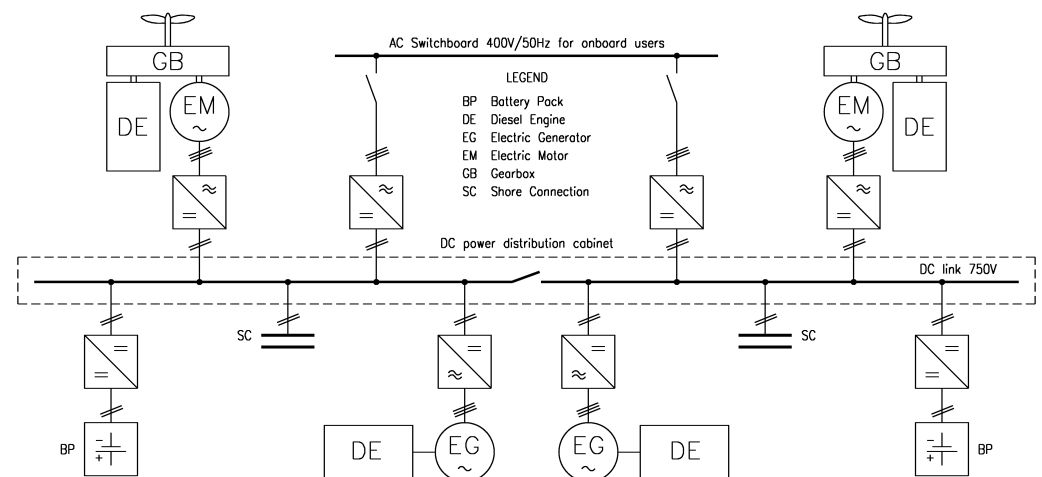 AC Switchboard 400V/50Hz for onboard users
GB
GB
LEGEND
DE
EM
EM
DE
BP Battery Pack
DE Diesel Engine
EG Electric Generator
EM Electric Motor
GB Gearbox
SC Shore Connection
DC power distribution cabinet
DC link 750V
SC
SC
BP
DE
EG
EG
DE
BP